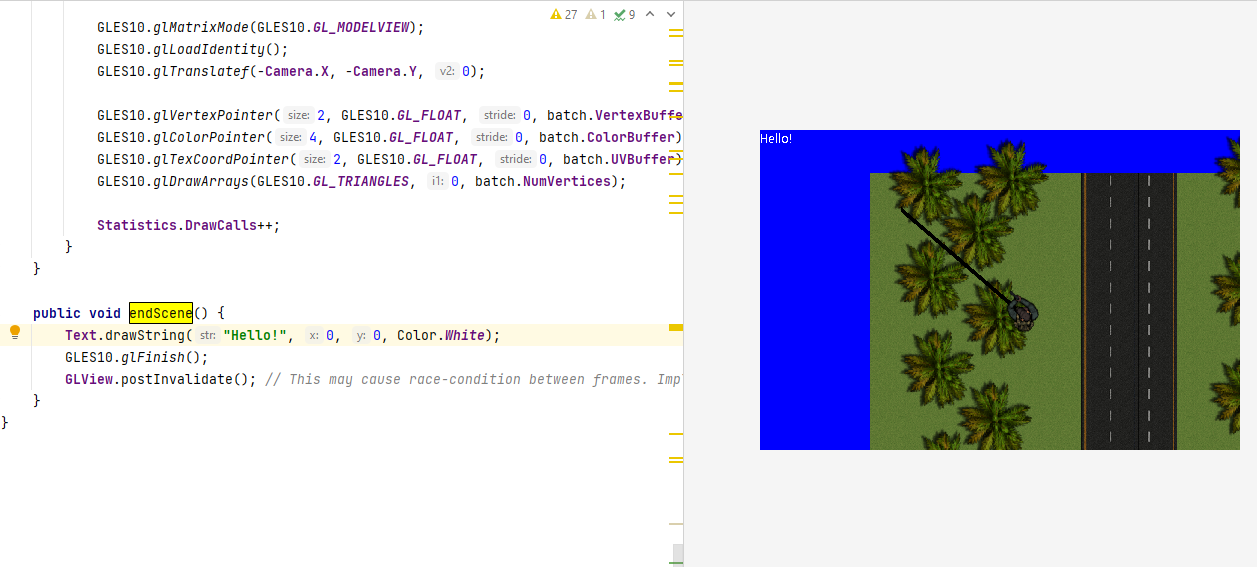 27 1 9
GLES10.glMatrixMode(GLES10.GL_MODELVIEW);
GLES10.glLoadIdentity();
GLES10.glTranslatef(-Camera.X, -Camera.Y, v2: 0);
GLES10.glVertexPointer( size: 2, GLES10.GL_FLOAT, stride: 0, batch.VertexBuffe
GLES10.glColorPointer( size: 4, GLES10.GL_FLOAT, stride: 0, batch.ColorBuffer)
GLES10.glTexCoordPointer( size: 2, GLES10.GL_FLOAT, stride: 0, batch.UVBuffer)
GLES10.glDrawArrays(GLES10.GL_TRIANGLES, i1: 0, batch.NumVertices);
Statistics.DrawCalls++;
}
}
public void endScene() {
Text.drawString( str: "Hello!", x: 0, y: 0, Color.White);
GLES10.glFinish();
GLView.postInvalidate(); // This may cause race-condition between frames. Imp
}
}
Hello!